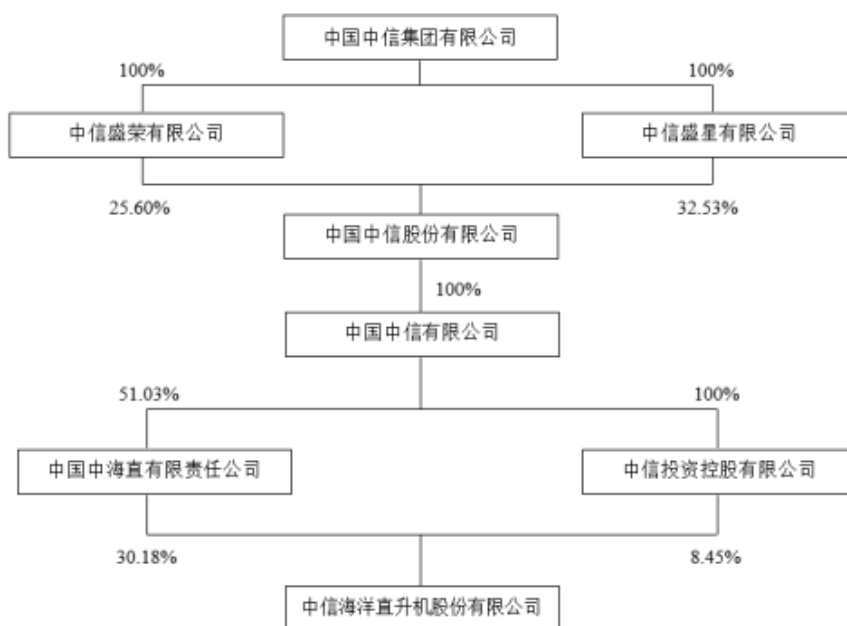 中国中信集团有限公司
100%
100%
中信盛荣有限公司
中信盛星有限公司
25.60%
32.53%
中国中信股份有限公司
100%
中国中信有限公司
51.03%
100%
中国中海直有限责任公司
中信投资控股有限公司
30.18%
8.45%
中信海洋直升机股份有限公司